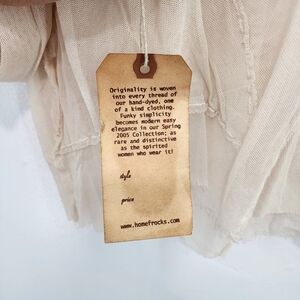 Originality is woven
into every thread of
our hand-dyed, one
of a kind clothing.
Funky simplicity
becomes modern easy
elegance in our Spring
2005 Collection; as
rare and distinctive
as the spirited
women who wear it!
style
price
www.homefrocks.com